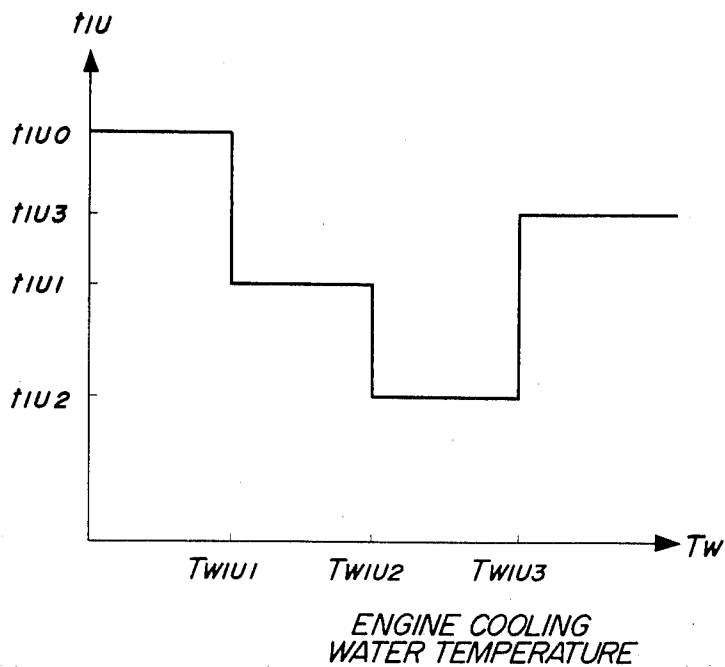 tIU
tIU0
tIU3
tIU1
tIU2
TW
TWIU1
TWIU2
TWIU3
ENGINE COOLING
WATER TEMPERATURE